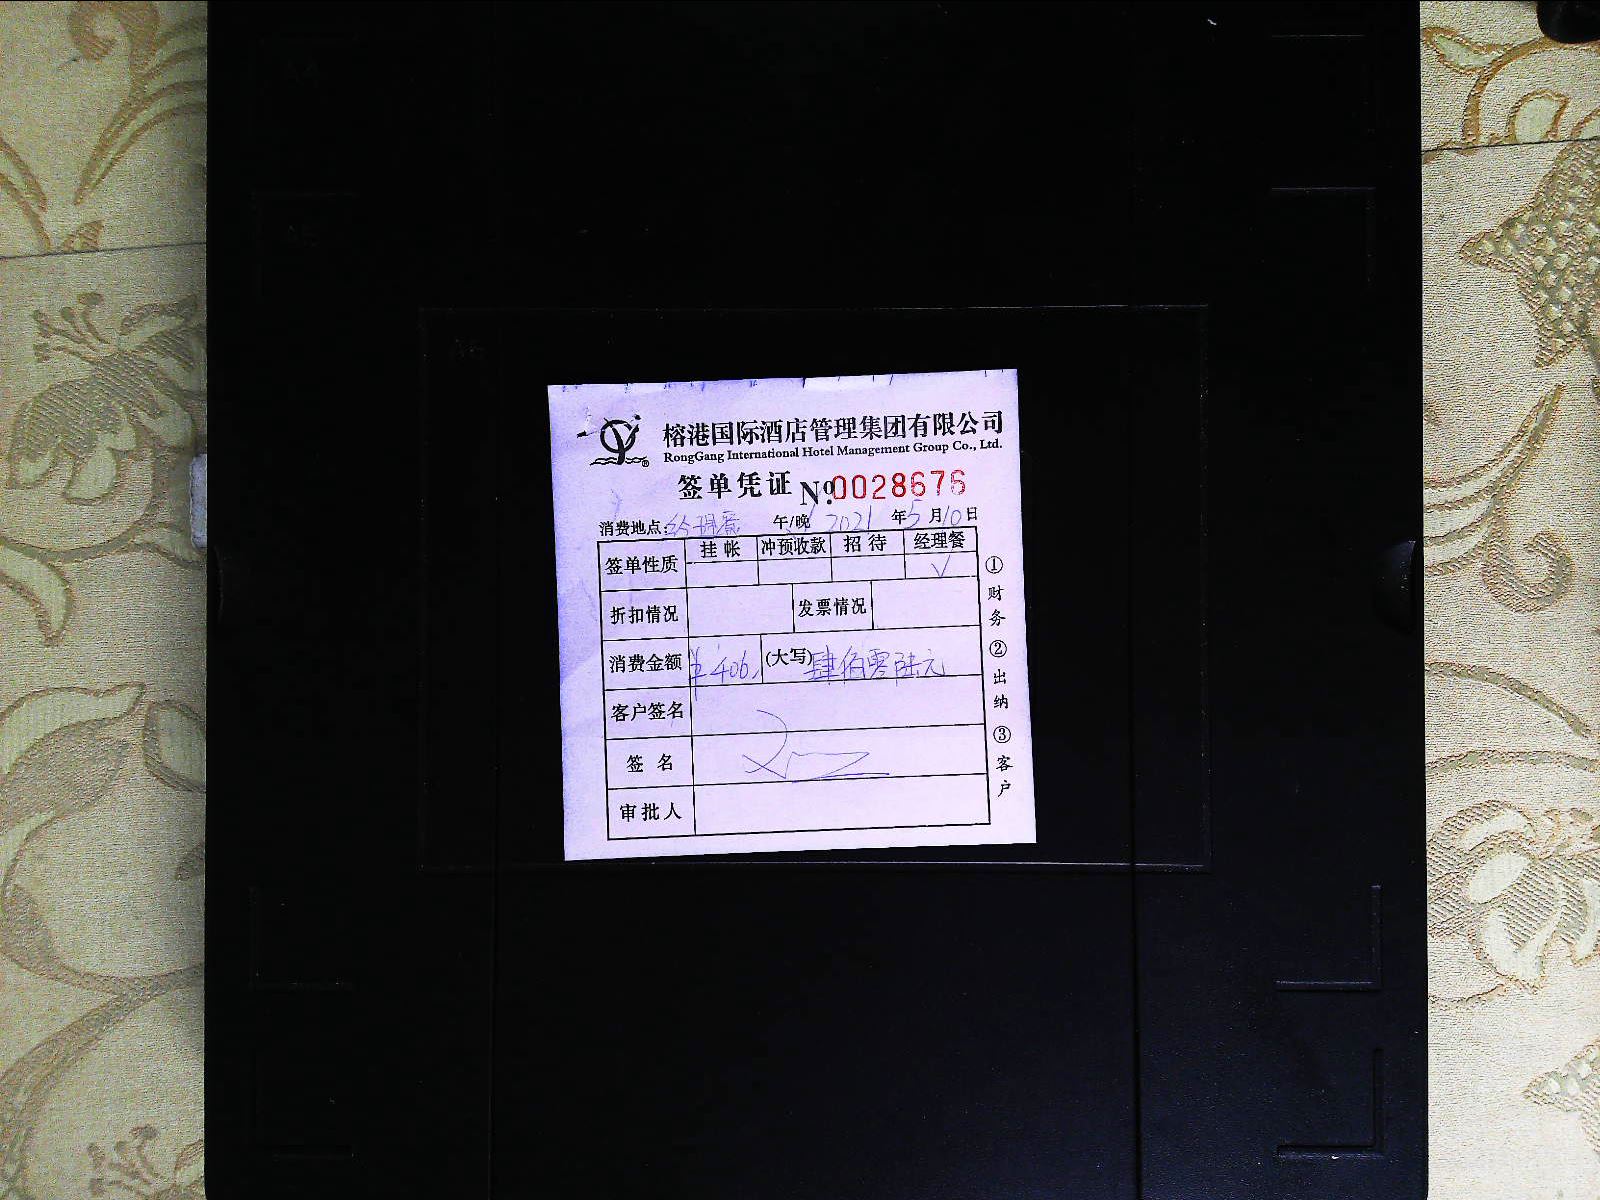 榕港国际酒店管理集团有限公司
RongGang International Hotel Management Group Co., Ltd.
签单凭证 No.0028676
消费地点: 午/晚 2021 年 5 月 10 日
签单性质 挂帐 冲预收款 招待 经理餐
√
折扣情况 发票情况
消费金额 ¥406. (大写) 肆佰零陆元
客户签名
签名
审批人
①财务 ②出纳 ③客户